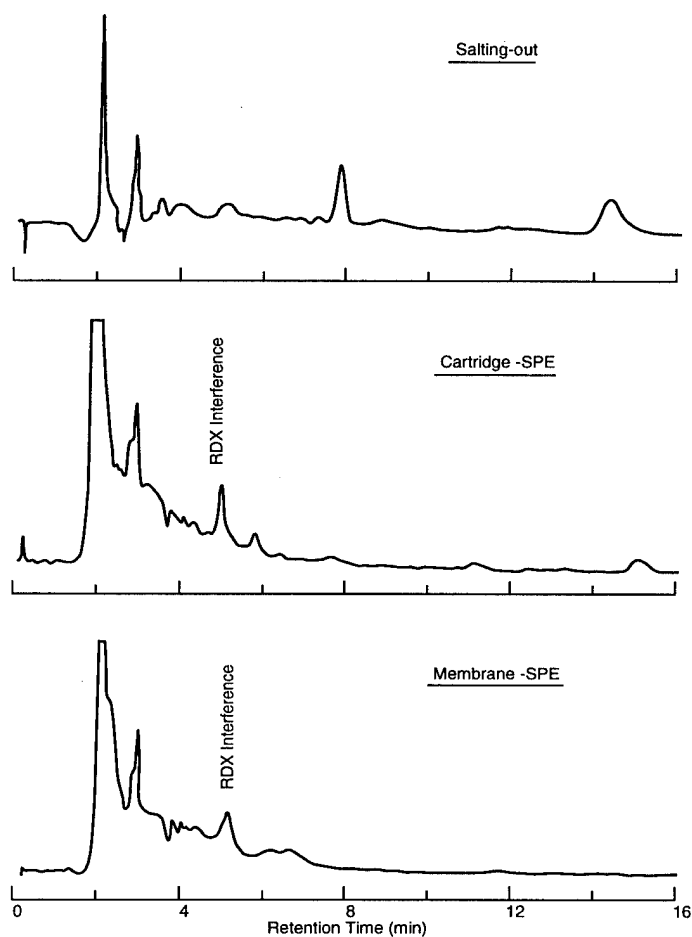 Salting-out
Cartridge -SPE
RDX Interference
Membrane -SPE
RDX Interference
0 4 8 12 16
Retention Time (min)